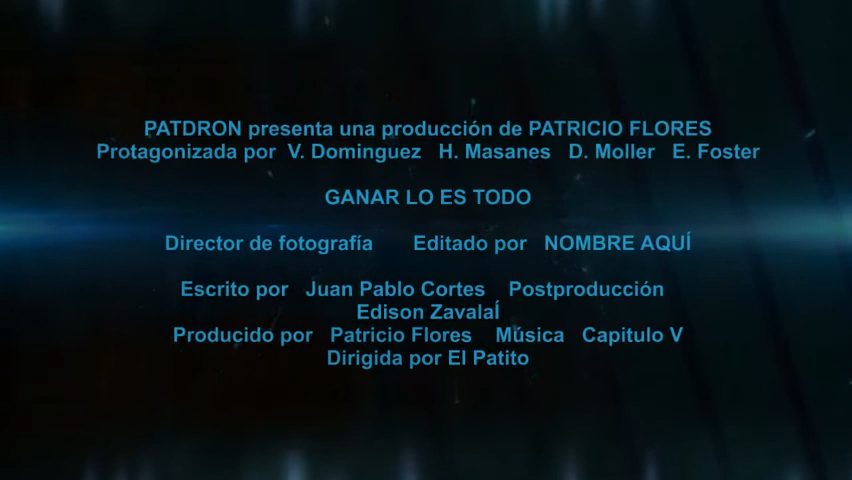 PATDRON presenta una producción de PATRICIO FLORES
Protagonizada por V. Dominguez H. Masanes D. Moller E. Foster
GANAR LO ES TODO
Director de fotografía Editado por NOMBRE AQUÍ
Escrito por Juan Pablo Cortes Postproducción
Edison ZavalaÍ
Producido por Patricio Flores Música Capitulo V
Dirigida por El Patito